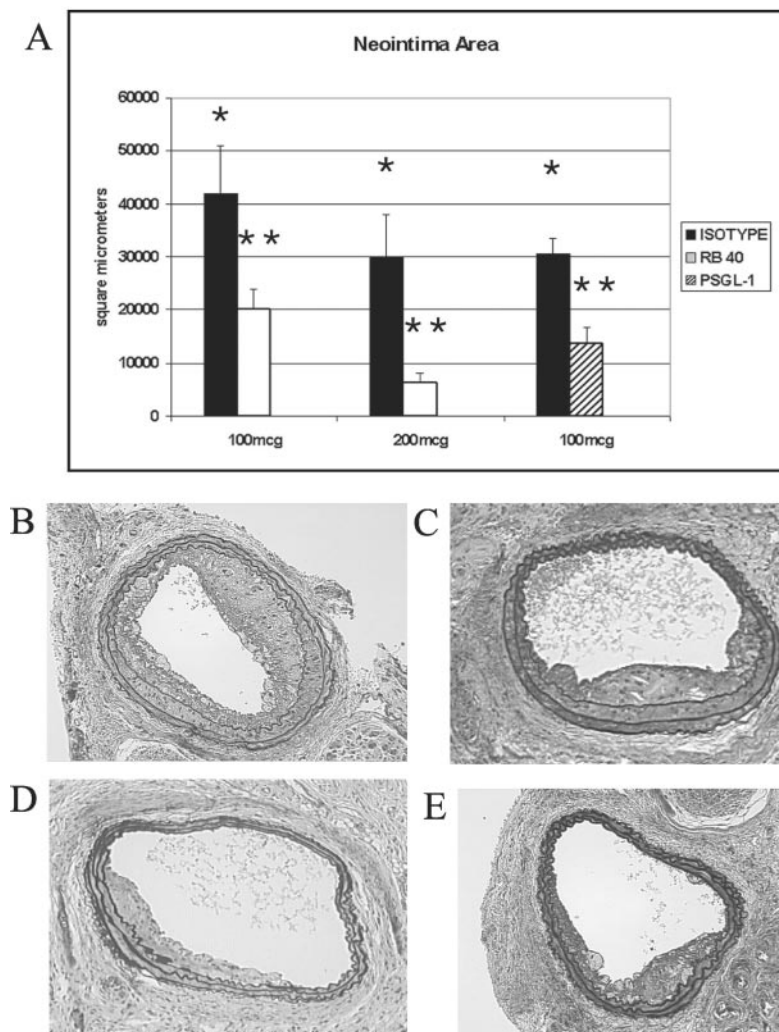 A
Neointima Area
square micrometers
60000
50000
40000
30000
20000
10000
0
*
**
*
**
*
**
100mcg
200mcg
100mcg
ISOTYPE
RB 40
PSGL-1
B
C
D
E